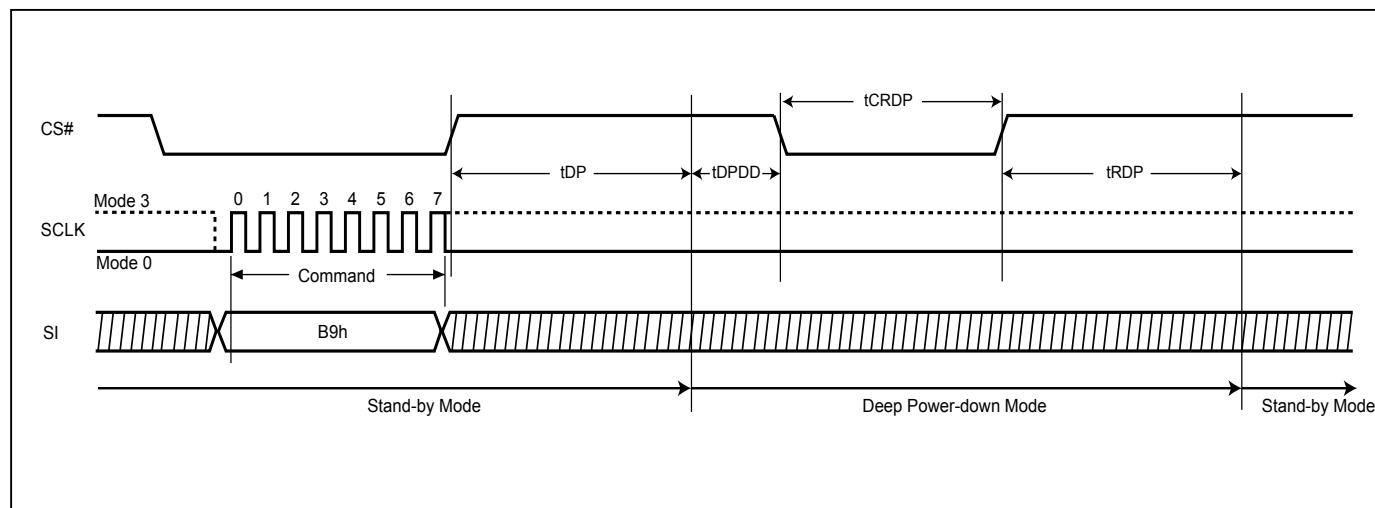 tCRDP
CS#
tDP
tDPDD
tRDP
Mode 3
0 1 2 3 4 5 6 7
SCLK
Mode 0
Command
SI
B9h
Stand-by Mode
Deep Power-down Mode
Stand-by Mode